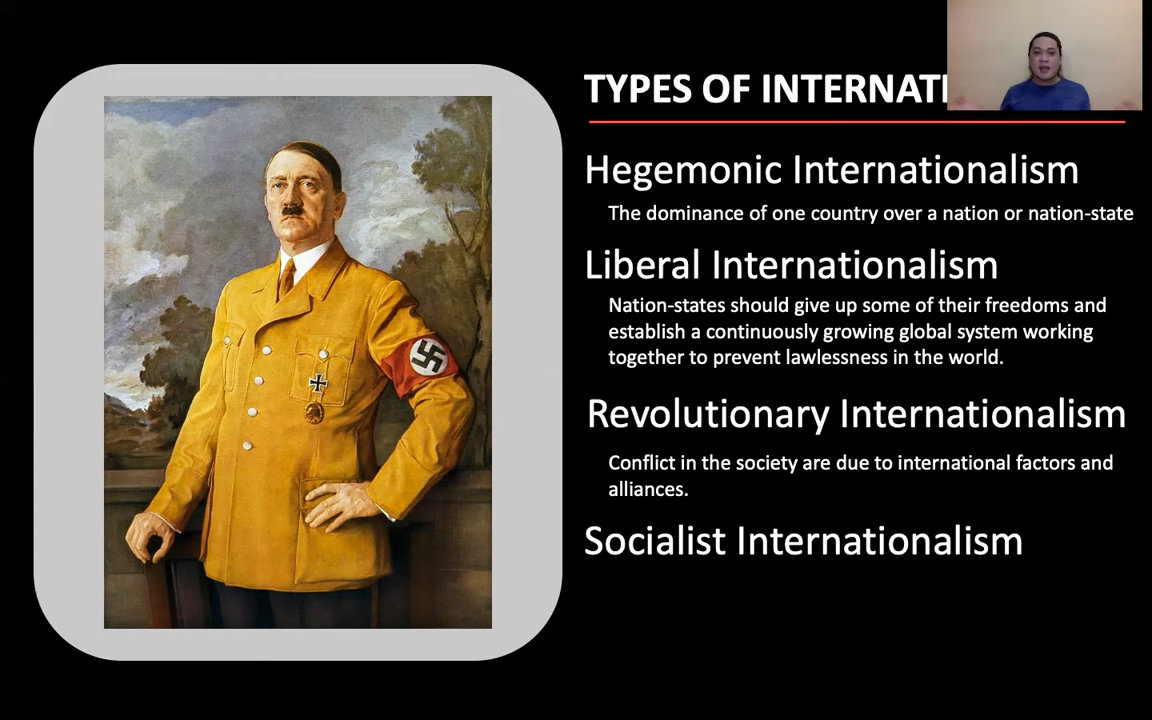 TYPES OF INTERNATI
Hegemonic Internationalism
The dominance of one country over a nation or nation-state
Liberal Internationalism
Nation-states should give up some of their freedoms and
establish a continuously growing global system working
together to prevent lawlessness in the world.
Revolutionary Internationalism
Conflict in the society are due to international factors and
alliances.
Socialist Internationalism